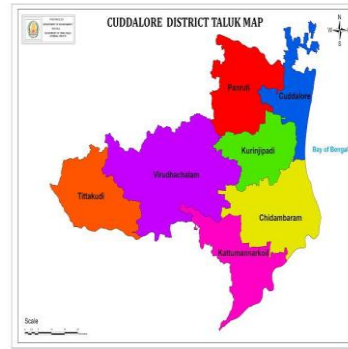 CUDDALORE DISTRICT TALUK MAP
N
W
Panruti
Cuddalore
Kurinjipadi
Bay of Bengal
Virudhachalam
Tittakudi
Chidambaram
Kattumannarkoil
Scale